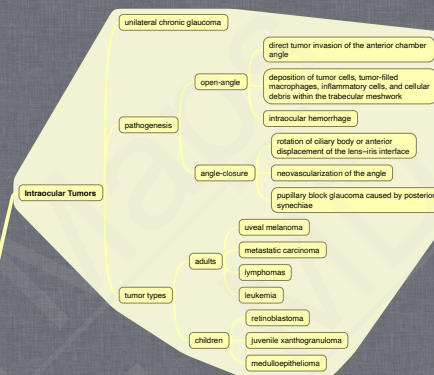 unilateral chronic glaucoma
direct tumor invasion of the anterior chamber
angle
open-angle
deposition of tumor cells, tumor-filled
macrophages, inflammatory cells, and cellular
debris within the trabecular meshwork
intraocular hemorrhage
pathogenesis
rotation of ciliary body or anterior
displacement of the lens–iris interface
angle-closure
neovascularization of the angle
pupillary block glaucoma caused by posterior
synechiae
Intraocular Tumors
uveal melanoma
adults
metastatic carcinoma
lymphomas
leukemia
tumor types
retinoblastoma
children
juvenile xanthogranuloma
medulloepithelioma